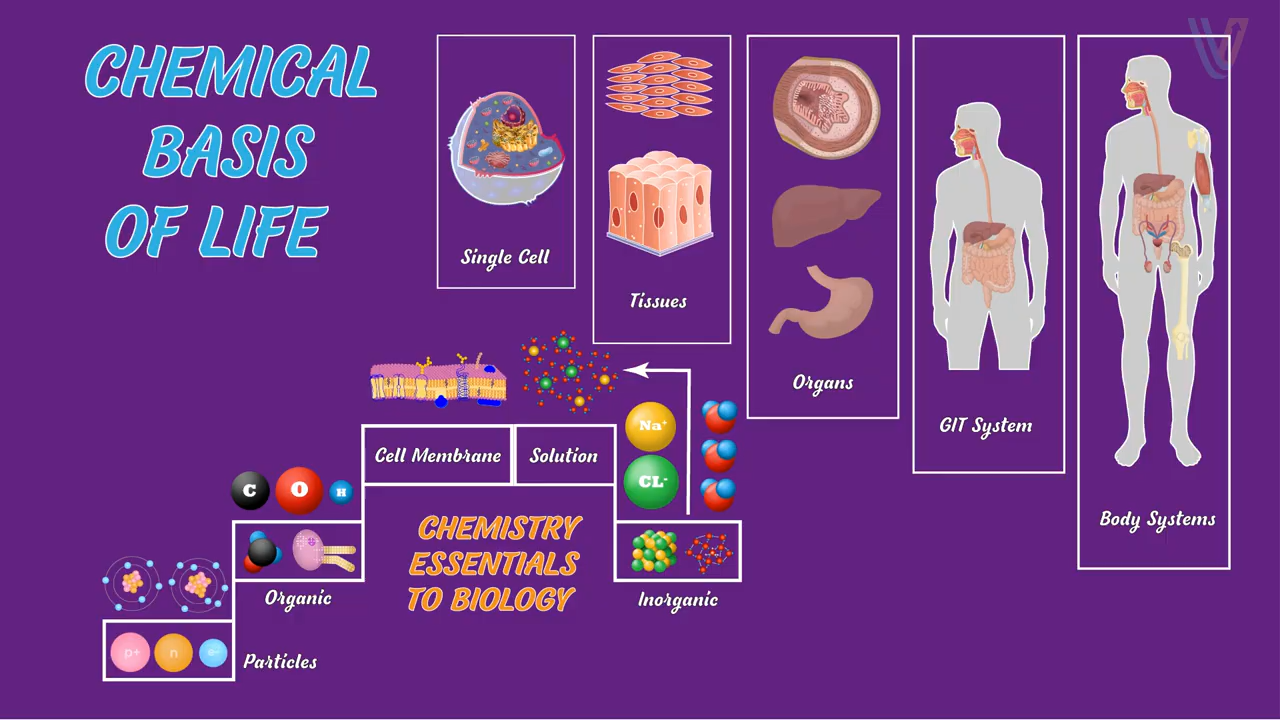 CHEMICAL
BASIS
OF LIFE
Single Cell
Tissues
Organs
GIT System
Body Systems
Na+
CL-
Cell Membrane
Solution
C
O
H
CHEMISTRY
ESSENTIALS
TO BIOLOGY
Organic
Inorganic
p+
n
e-
Particles